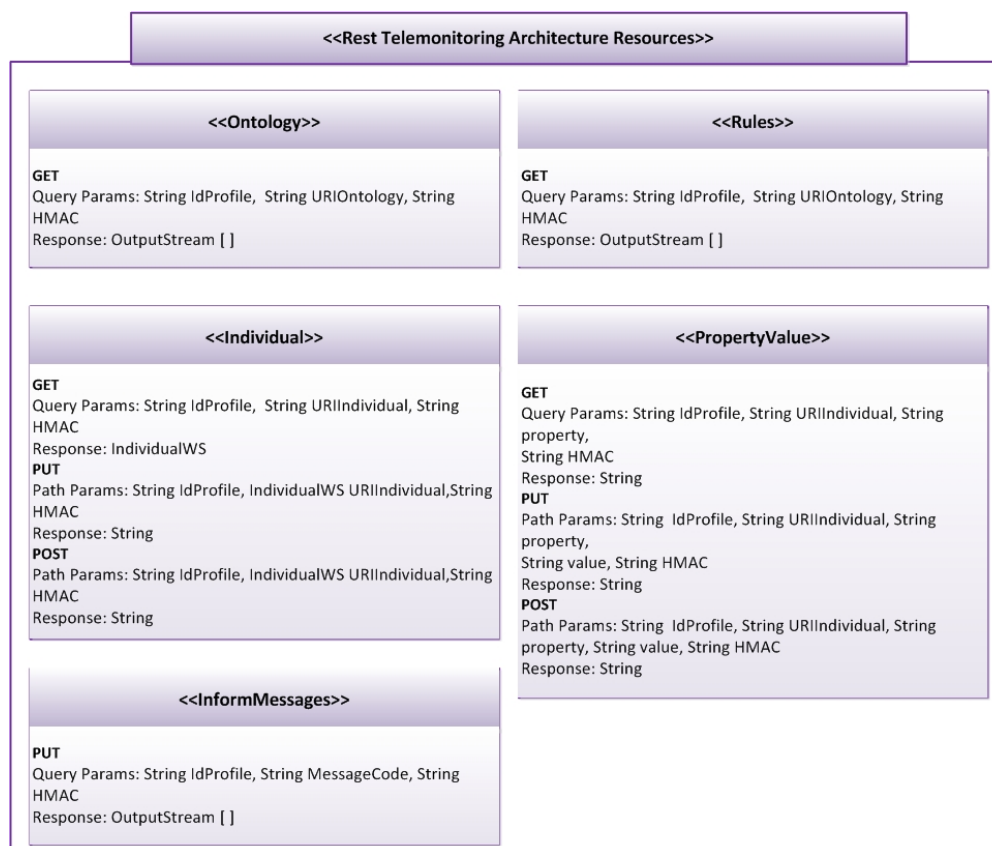 <<Rest Telemonitoring Architecture Resources>>
<<Ontology>>
GET
Query Params: String IdProfile, String URIOntology, String
HMAC
Response: OutputStream [ ]
<<Rules>>
GET
Query Params: String IdProfile, String URIOntology, String
HMAC
Response: OutputStream [ ]
<<Individual>>
GET
Query Params: String IdProfile, String URIIndividual, String
HMAC
Response: IndividualWS
PUT
Path Params: String IdProfile, IndividualWS URIIndividual,String
HMAC
Response: String
POST
Path Params: String IdProfile, IndividualWS URIIndividual,String
HMAC
Response: String
<<PropertyValue>>
GET
Query Params: String IdProfile, String URIIndividual, String
property,
String HMAC
Response: String
PUT
Path Params: String IdProfile, String URIIndividual, String
property,
String value, String HMAC
Response: String
POST
Path Params: String IdProfile, String URIIndividual, String
property, String value, String HMAC
Response: String
<<InformMessages>>
PUT
Query Params: String IdProfile, String MessageCode, String
HMAC
Response: OutputStream [ ]